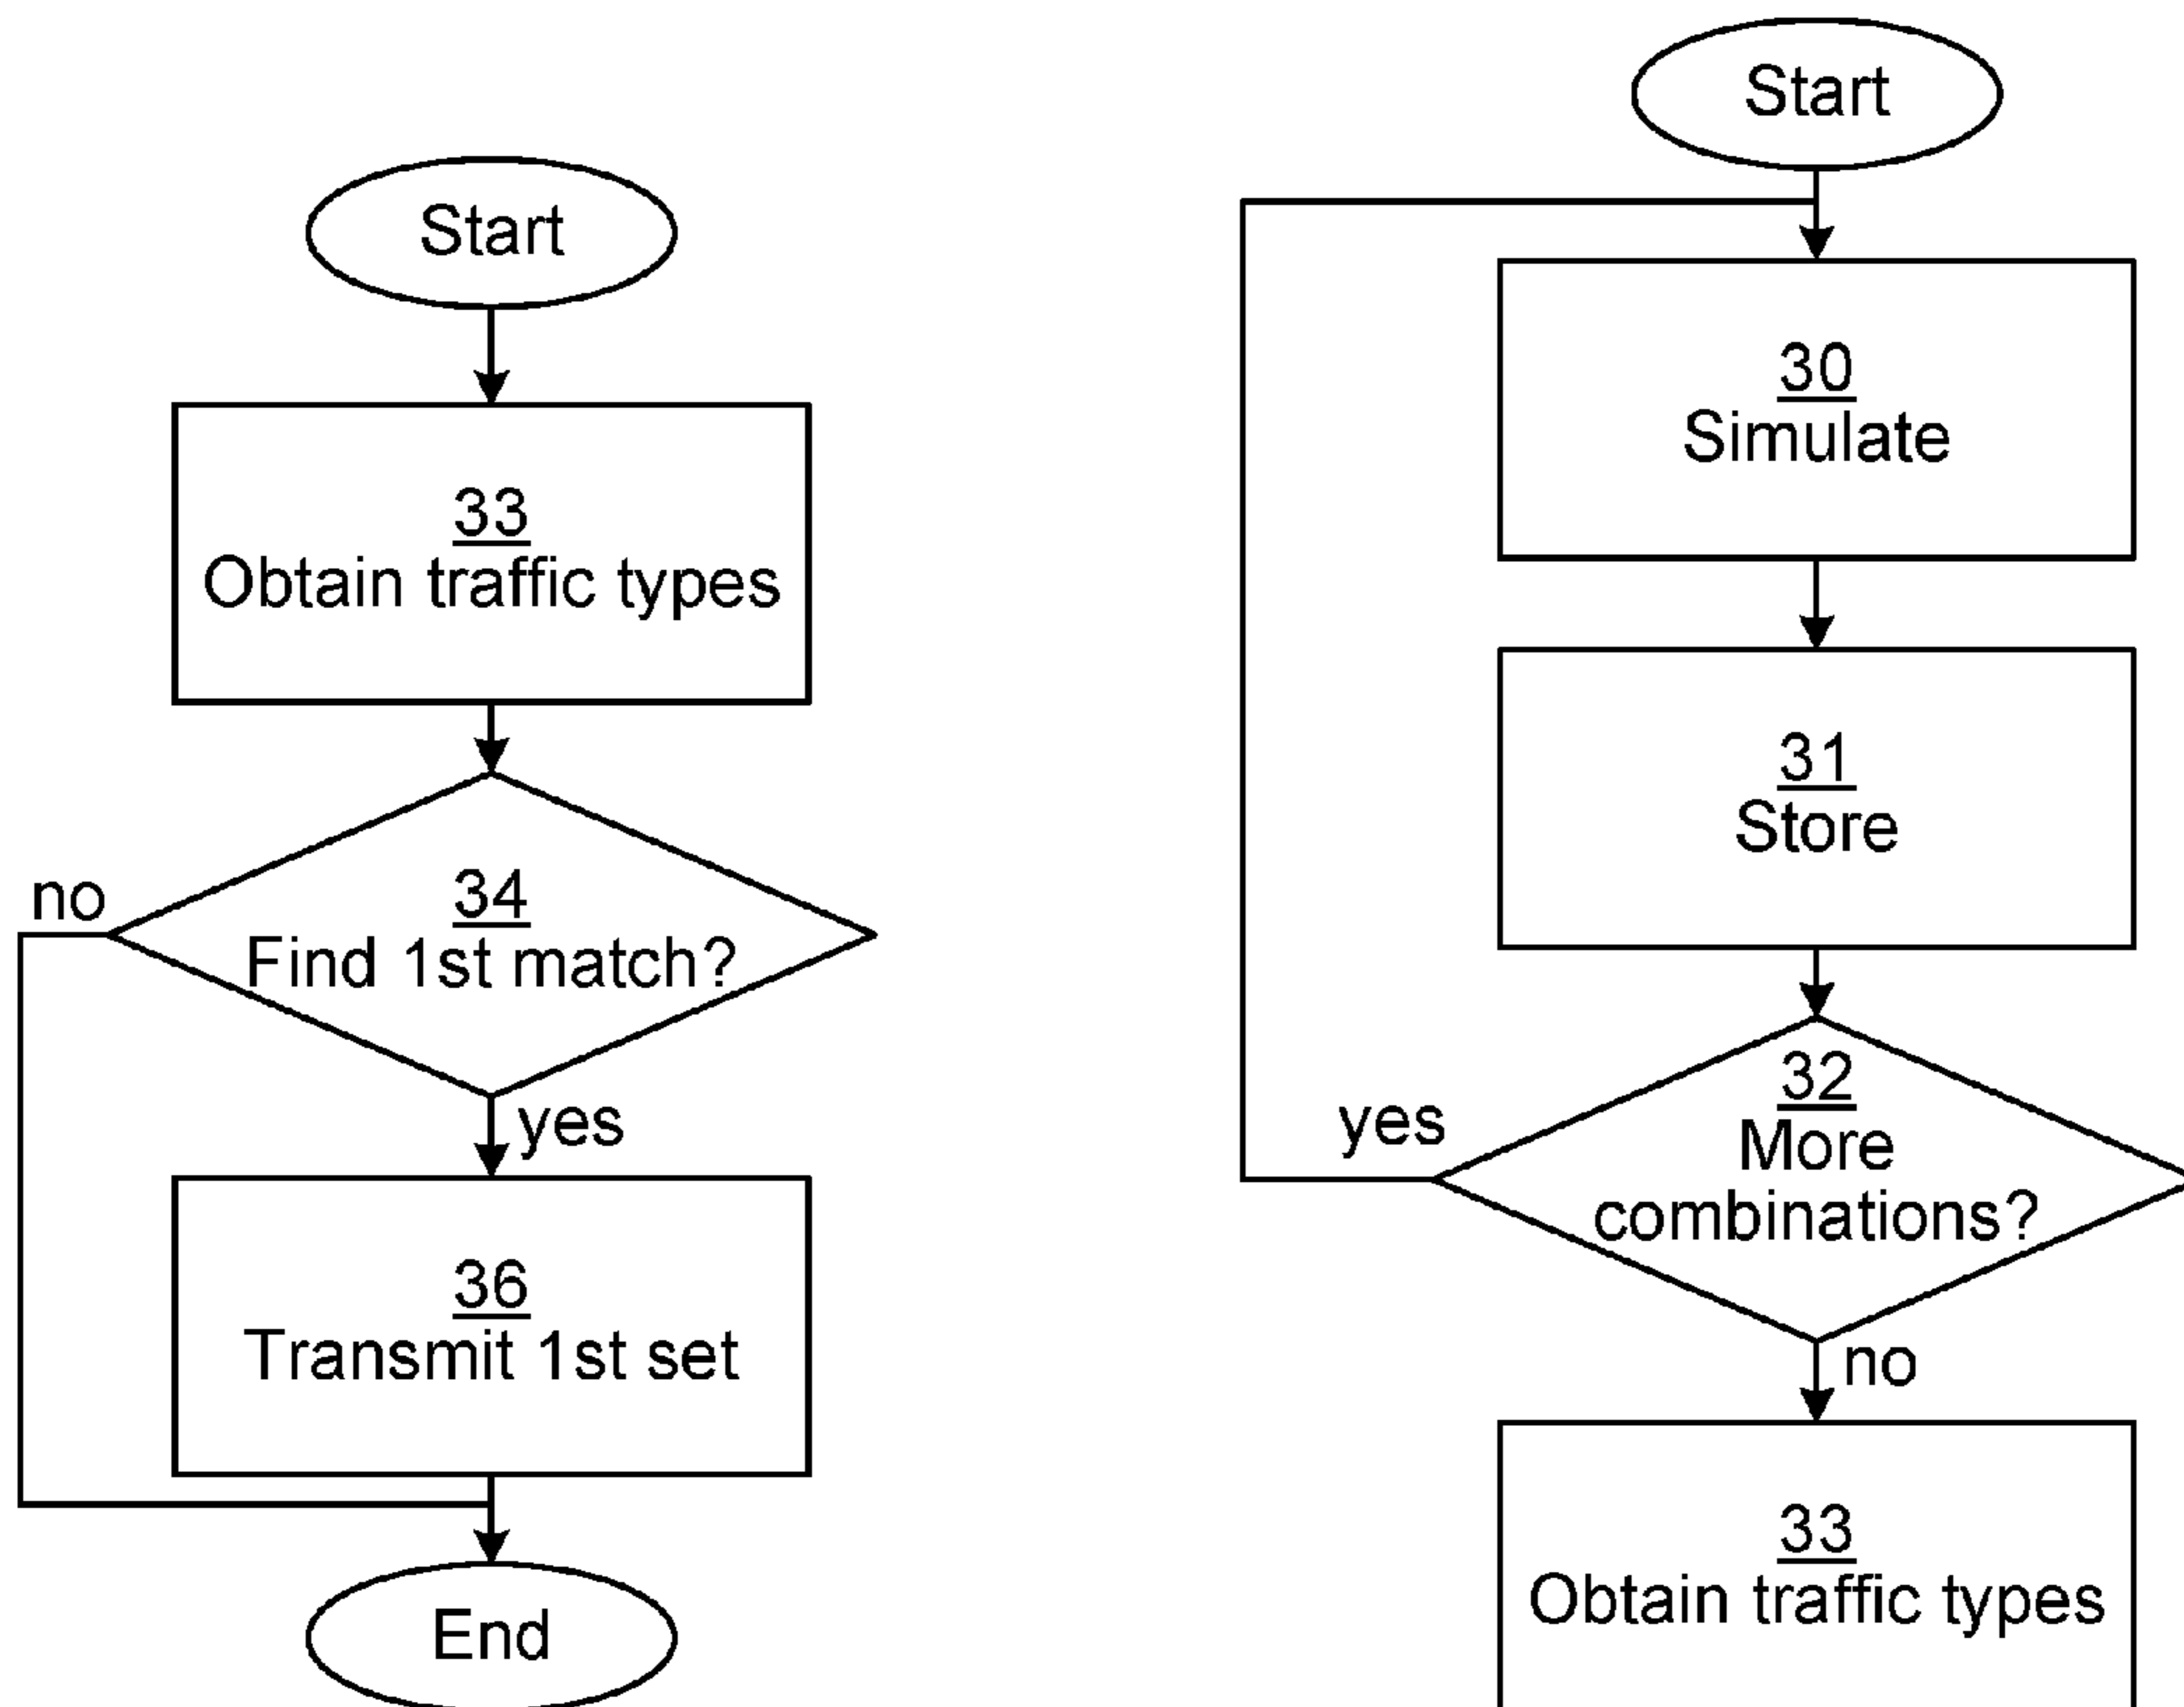 Start
33
Obtain traffic types
34
Find 1st match?
no
yes
36
Transmit 1st set
End
Start
30
Simulate
31
Store
32
More
combinations?
yes
no
33
Obtain traffic types